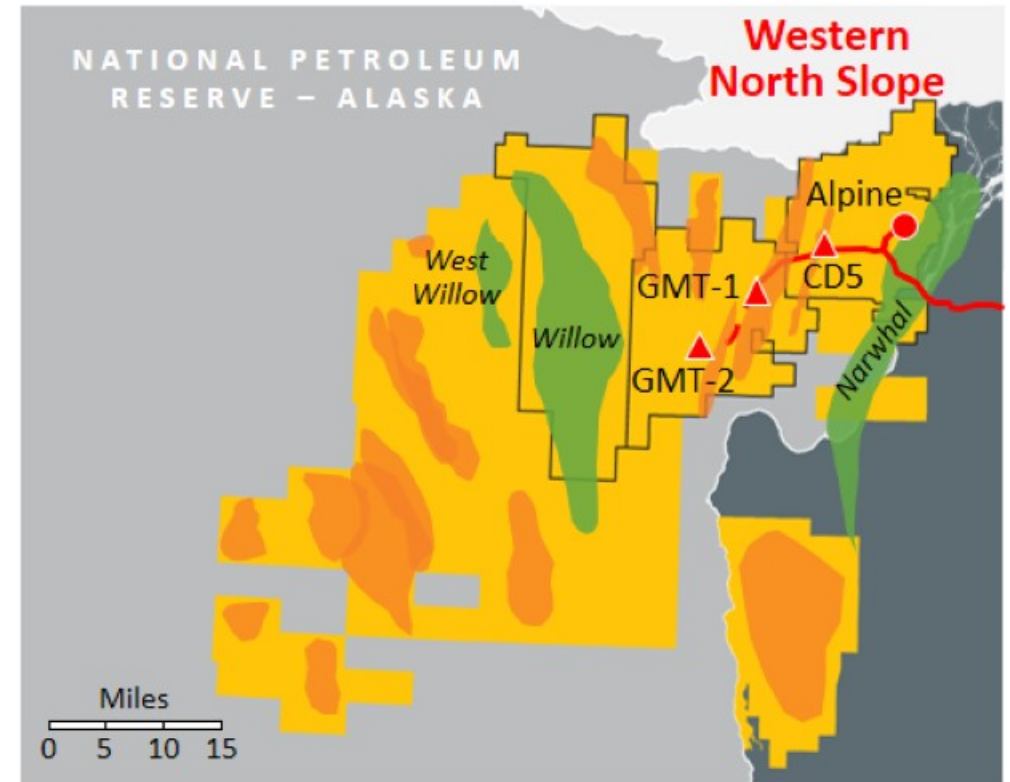 NATIONAL PETROLEUM
RESERVE – ALASKA
Western
North Slope
Alpine
West
Willow
GMT-1
CD5
Willow
Narwhal
GMT-2
Miles
0 5 10 15